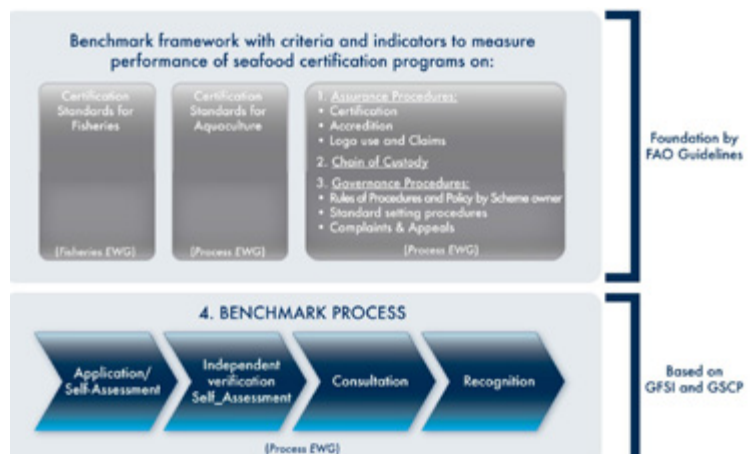 Benchmark framework with criteria and indicators to measure
performance of seafood certification programs on:
Certification
Standards for
Fisheries
(Fisheries EWG)
Certification
Standards for
Aquaculture
(Process EWG)
1. Assurance Procedures:
• Certification
• Accredition
• Logo use and Claims
2. Chain of Custody
3. Governance Procedures:
• Rules of Procedures and Policy by Scheme owner
• Standard setting procedures
• Complaints & Appeals
(Process EWG)
Foundation by
FAO Guidelines
4. BENCHMARK PROCESS
Application/
Self-Assessment
Independent
verification
Self_Assessment
Consultation
Recognition
(Process EWG)
Based on
GFSI and GSCP